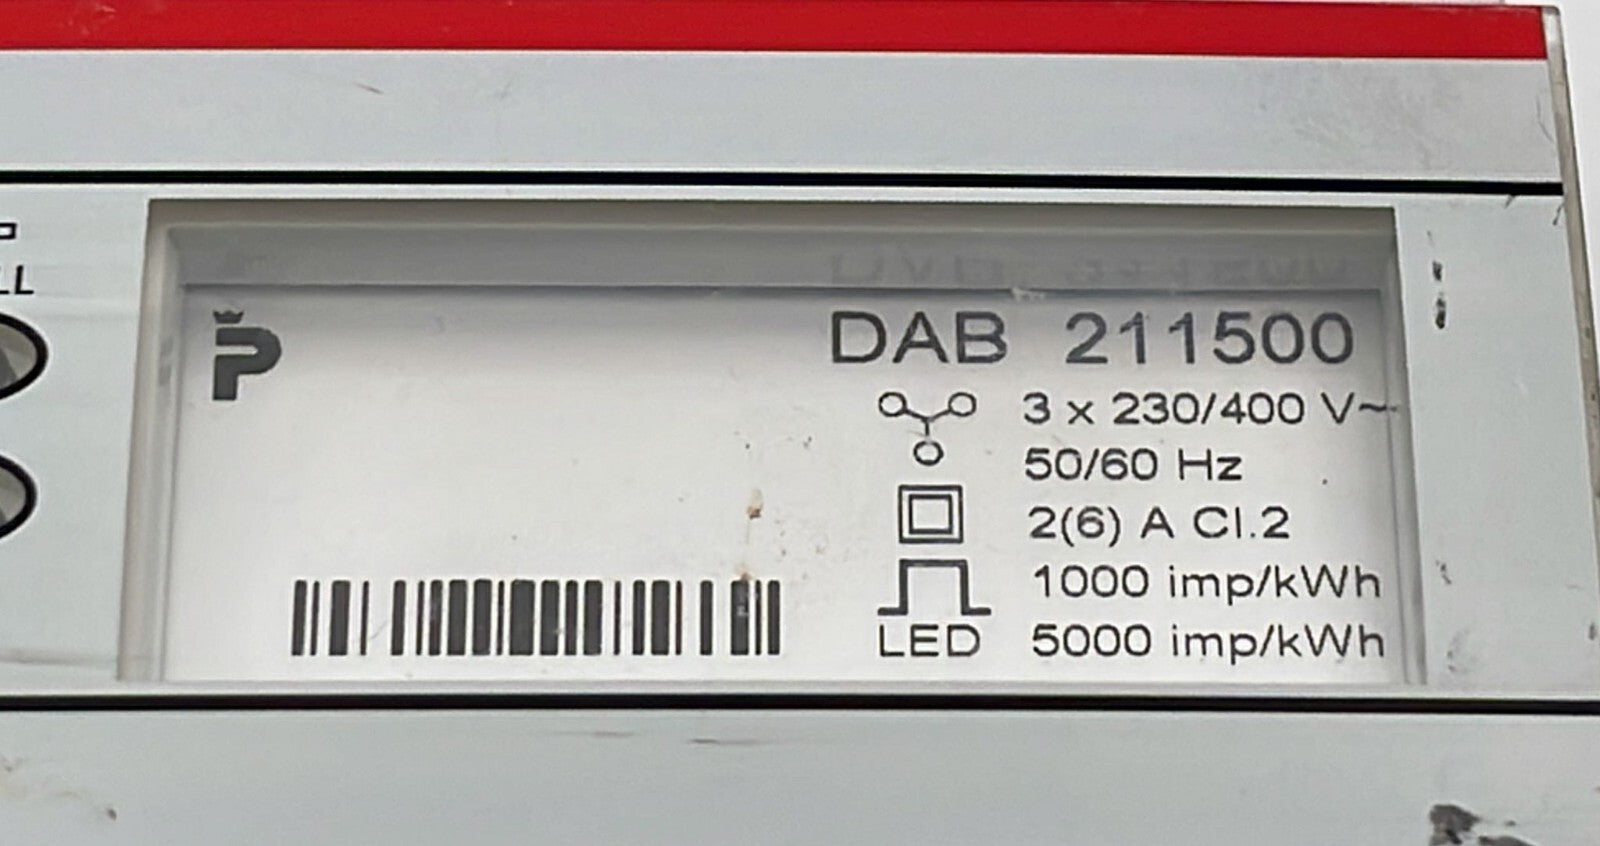 LL
P
DAB 211500
3 x 230/400 V~
50/60 Hz
2(6) A Cl.2
1000 imp/kWh
LED 5000 imp/kWh